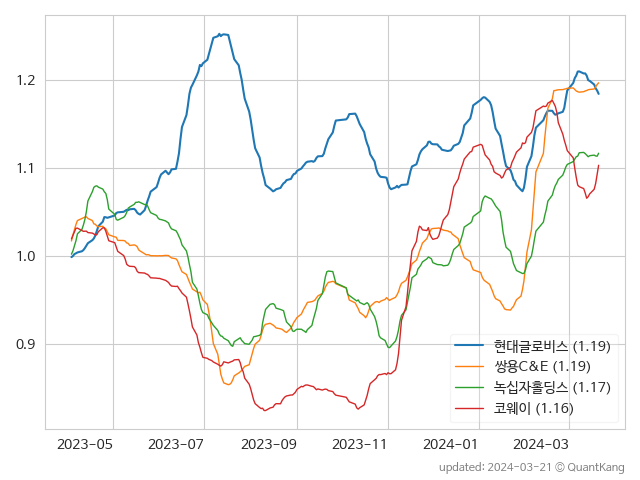 1.2
1.1
1.0
0.9
현대글로비스 (1.19)
쌍용C&E (1.19)
녹십자홀딩스 (1.17)
코웨이 (1.16)
2023-05 2023-07 2023-09 2023-11 2024-01 2024-03
updated: 2024-03-21 © QuantKang